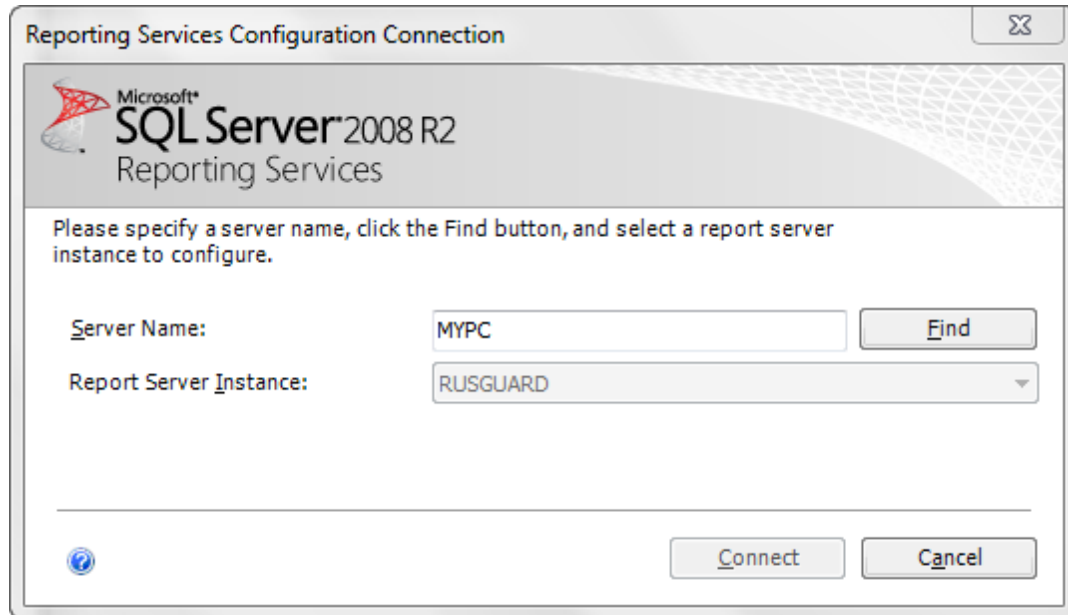 Reporting Services Configuration Connection
Microsoft®
SQL Server® 2008 R2
Reporting Services
Please specify a server name, click the Find button, and select a report server
instance to configure.
Server Name:
MYPC
Find
Report Server Instance:
RUSGUARD
Connect
Cancel